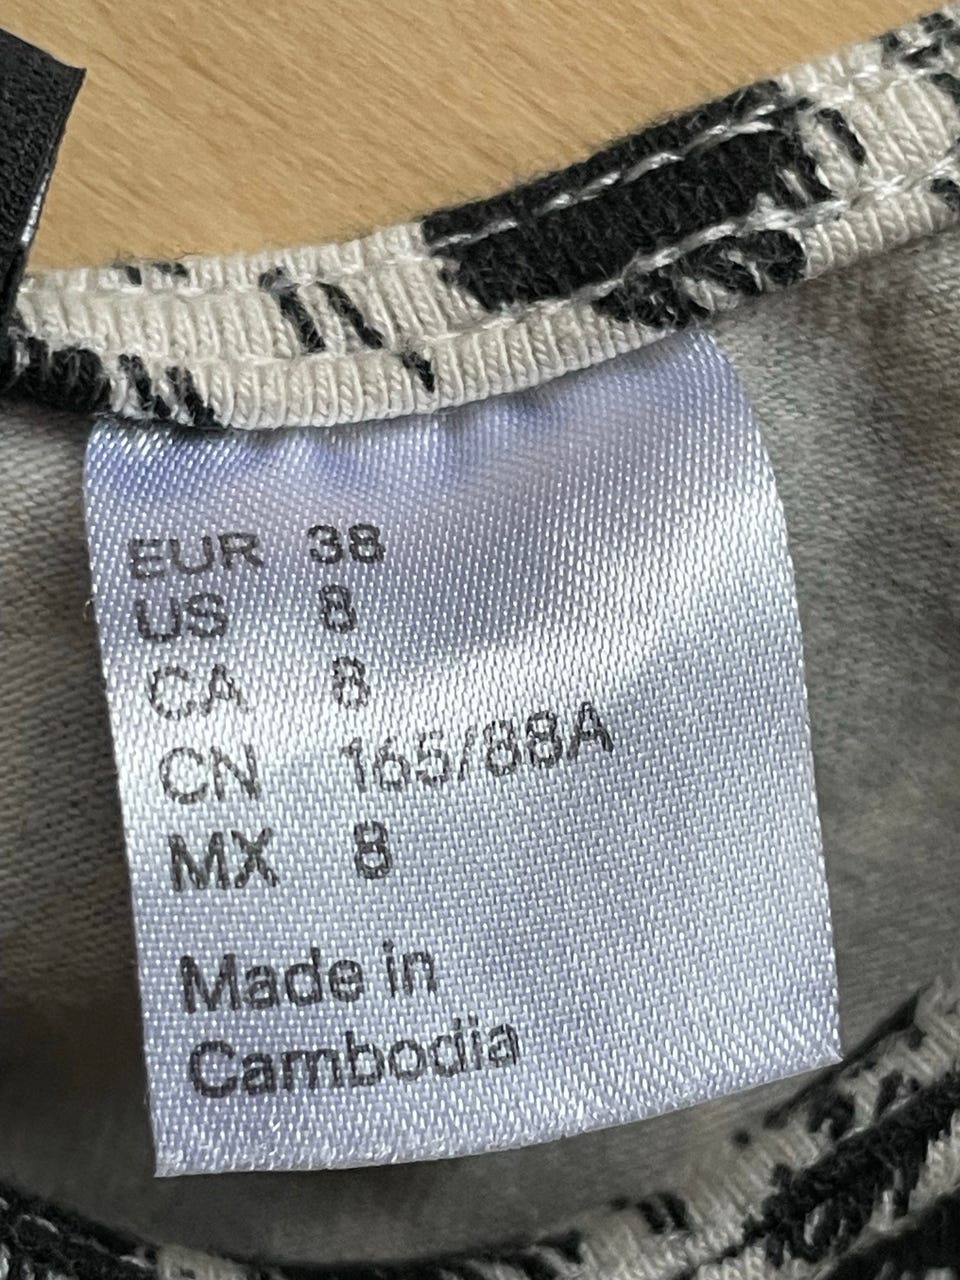 EUR 38
US 8
CA 8
CN 165/88A
MX 8
Made in
Cambodia